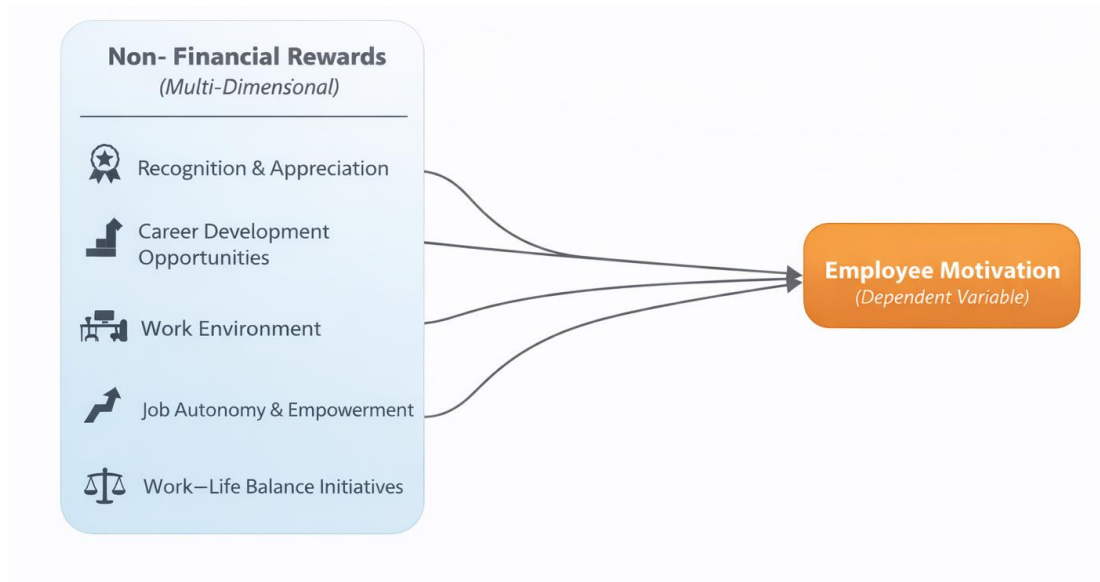 Non- Financial Rewards
(Multi-Dimensional)
Recognition & Appreciation
Career Development
Opportunities
Work Environment
Job Autonomy & Empowerment
Work–Life Balance Initiatives
Employee Motivation
(Dependent Variable)